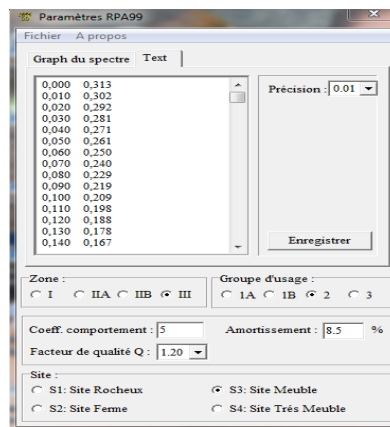 Paramètres RPA99
Fichier A propos
Graph du spectre Text
0,000 0,313
0,010 0,302
0,020 0,292
0,030 0,281
0,040 0,271
0,050 0,261
0,060 0,250
0,070 0,240
0,080 0,229
0,090 0,219
0,100 0,209
0,110 0,198
0,120 0,188
0,130 0,178
0,140 0,167
Précision : 0.01
Enregistrer
Zone :
I IIA IIB III
Groupe d'usage :
1A 1B 2 3
Coeff. comportement : 5 Amortissement : 8.5 %
Facteur de qualité Q : 1.20
Site :
S1: Site Rocheux S3: Site Meuble
S2: Site Ferme S4: Site Trés Meuble